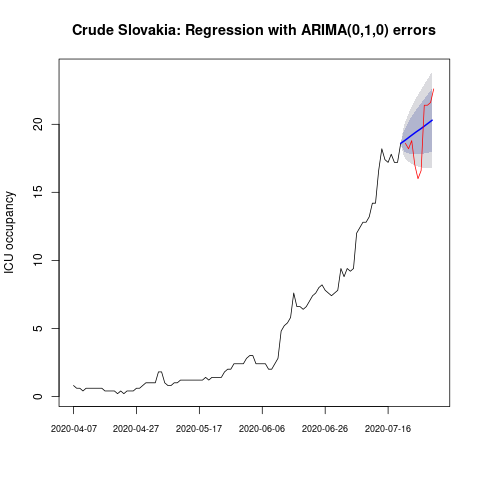 Crude Slovakia: Regression with ARIMA(0,1,0) errors
ICU occupancy
20
15
10
5
0
2020-04-07 2020-04-27 2020-05-17 2020-06-06 2020-06-26 2020-07-16